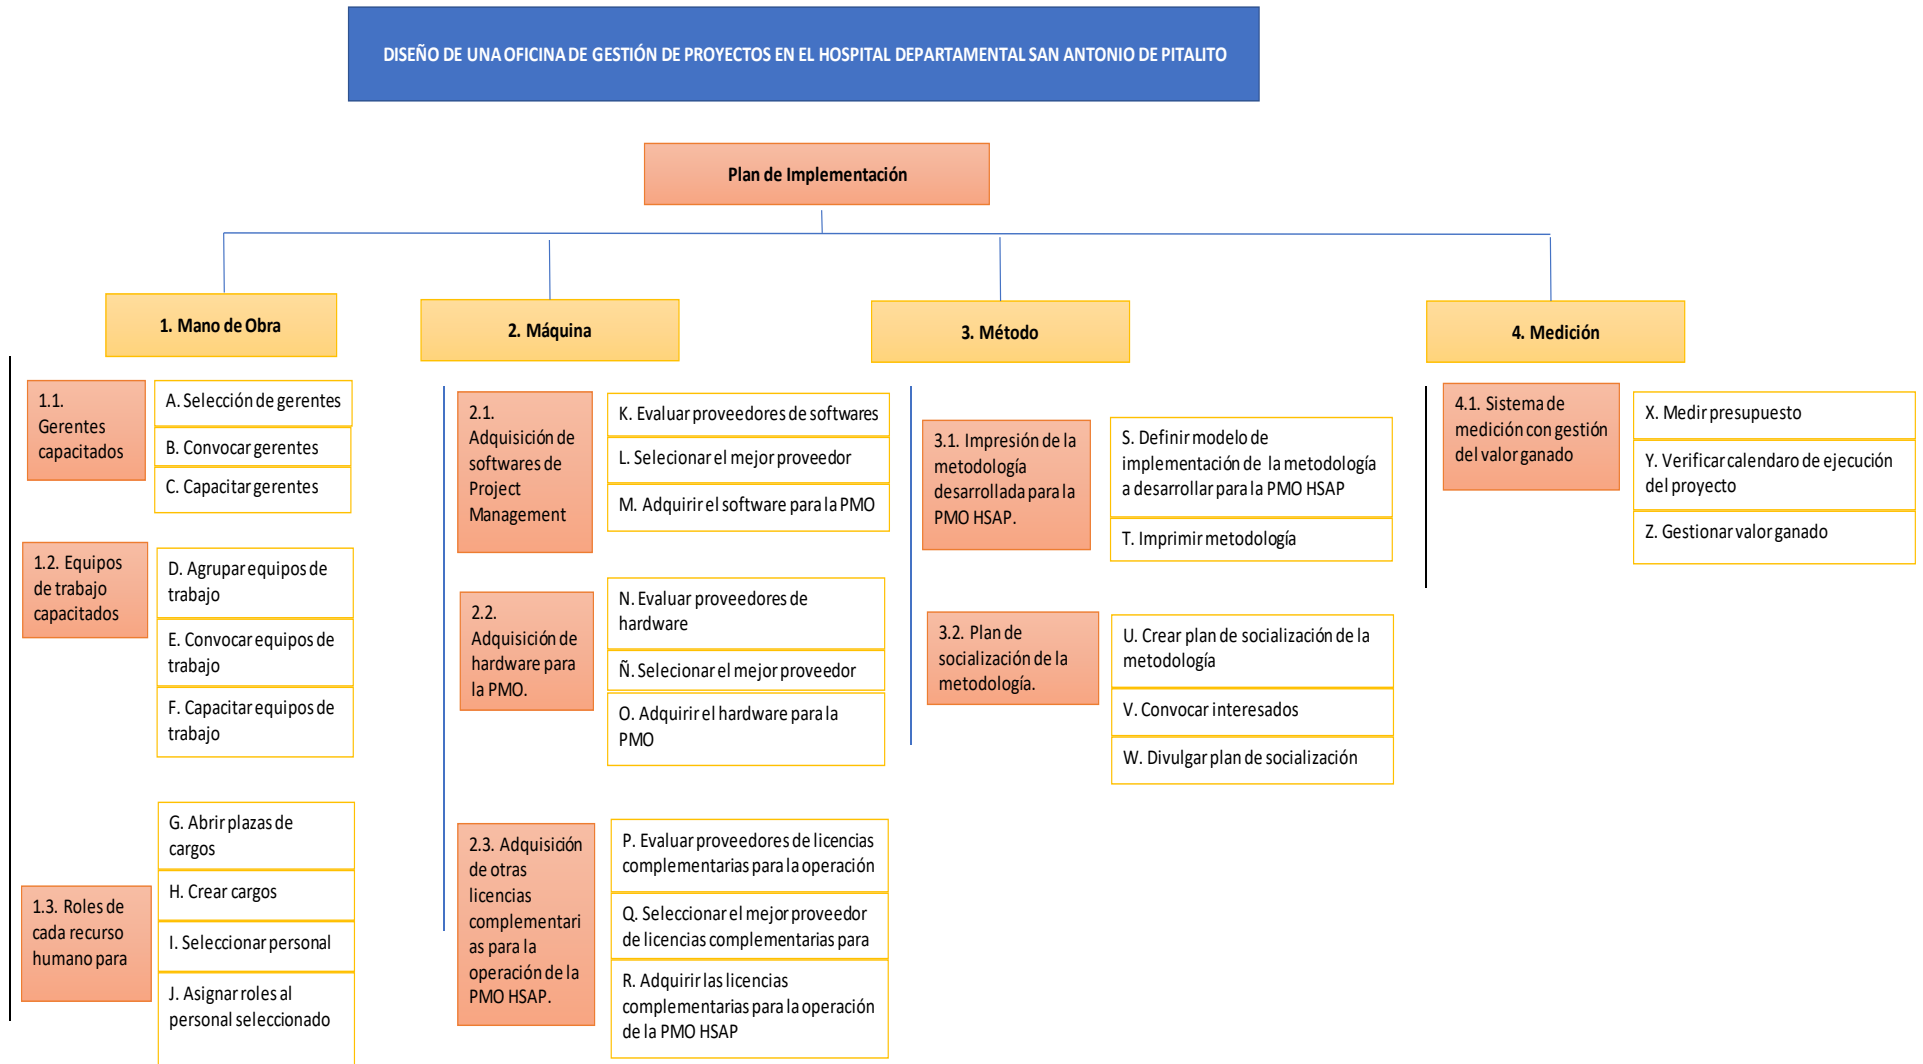 DISEÑO DE UNA OFICINA DE GESTIÓN DE PROYECTOS EN EL HOSPITAL DEPARTAMENTAL SAN ANTONIO DE PITALITO
Plan de Implementación
1. Mano de Obra
1.1.
Gerentes
capacitados
A. Selección de gerentes
B. Convocar gerentes
C. Capacitar gerentes
1.2. Equipos
de trabajo
capacitados
D. Agrupar equipos de
trabajo
E. Convocar equipos de
trabajo
F. Capacitar equipos de
trabajo
1.3. Roles de
cada recurso
humano para
G. Abrir plazas de
cargos
H. Crear cargos
I. Seleccionar personal
J. Asignar roles al
personal seleccionado
2. Máquina
2.1.
Adquisición de
softwares de
Project
Management
K. Evaluar proveedores de softwares
L. Selecionar el mejor proveedor
M. Adquirir el software para la PMO
2.2.
Adquisición de
hardware para
la PMO.
N. Evaluar proveedores de
hardware
Ñ. Selecionar el mejor proveedor
O. Adquirir el hardware para la
PMO
2.3. Adquisición
de otras
licencias
complementari
as para la
operación de la
PMO HSAP.
P. Evaluar proveedores de licencias
complementarias para la operación
Q. Seleccionar el mejor proveedor
de licencias complementarias para
R. Adquirir las licencias
complementarias para la operación
de la PMO HSAP
3. Método
3.1. Impresión de la
metodología
desarrollada para la
PMO HSAP.
S. Definir modelo de
implementación de la metodología
a desarrollar para la PMO HSAP
T. Imprimir metodología
3.2. Plan de
socialización de la
metodología.
U. Crear plan de socialización de la
metodología
V. Convocar interesados
W. Divulgar plan de socialización
4. Medición
4.1. Sistema de
medición con gestión
del valor ganado
X. Medir presupuesto
Y. Verificar calendaro de ejecución
del proyecto
Z. Gestionar valor ganado